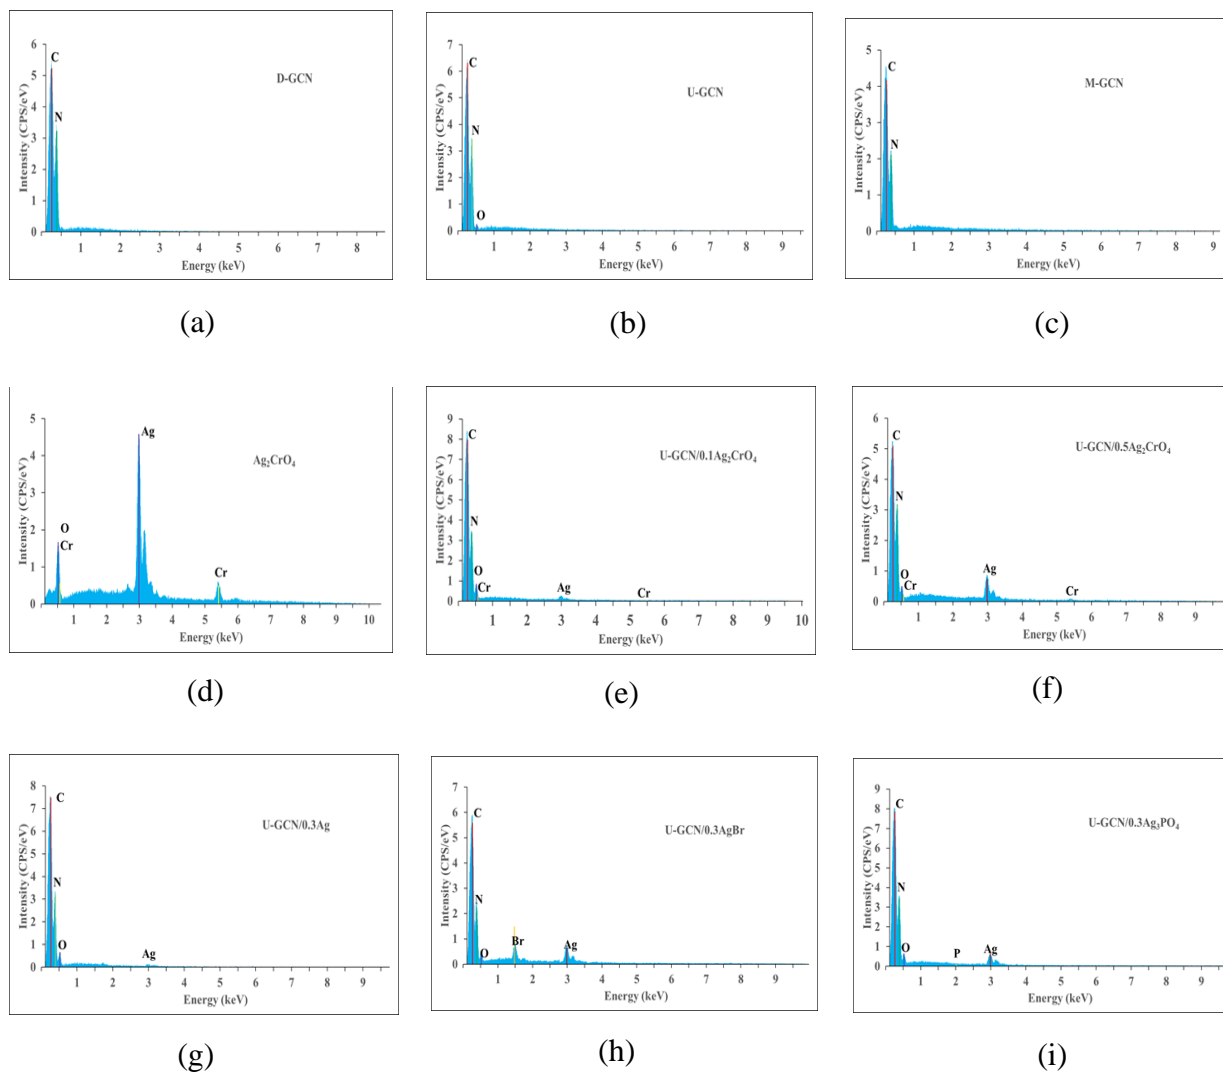 D-GCN
Intensity (CPS/eV)
6
5
4
3
2
1
0
C
N
1 2 3 4 5 6 7 8
Energy (keV)
(a)
U-GCN
Intensity (CPS/eV)
7
6
5
4
3
2
1
0
C
N
O
1 2 3 4 5 6 7 8 9
Energy (keV)
(b)
M-GCN
Intensity (CPS/eV)
5
4
3
2
1
0
C
N
1 2 3 4 5 6 7 8 9
Energy (keV)
(c)
Ag₂CrO₄
Intensity (CPS/eV)
5
4
3
2
1
0
O
Cr
Ag
Cr
1 2 3 4 5 6 7 8 9 10
Energy (keV)
(d)
U-GCN/0.1Ag₂CrO₄
Intensity (CPS/eV)
9
8
7
6
5
4
3
2
1
0
C
N
O
Cr
Ag
Cr
1 2 3 4 5 6 7 8 9 10
Energy (keV)
(e)
U-GCN/0.5Ag₂CrO₄
Intensity (CPS/eV)
6
5
4
3
2
1
0
C
N
O
Cr
Ag
Cr
1 2 3 4 5 6 7 8 9
Energy (keV)
(f)
U-GCN/0.3Ag
Intensity (CPS/eV)
8
7
6
5
4
3
2
1
0
C
N
O
Ag
1 2 3 4 5 6 7 8 9
Energy (keV)
(g)
U-GCN/0.3AgBr
Intensity (CPS/eV)
7
6
5
4
3
2
1
0
C
N
O
Br
Ag
1 2 3 4 5 6 7 8 9
Energy (keV)
(h)
U-GCN/0.3Ag₃PO₄
Intensity (CPS/eV)
9
8
7
6
5
4
3
2
1
0
C
N
O
P
Ag
1 2 3 4 5 6 7 8 9
Energy (keV)
(i)